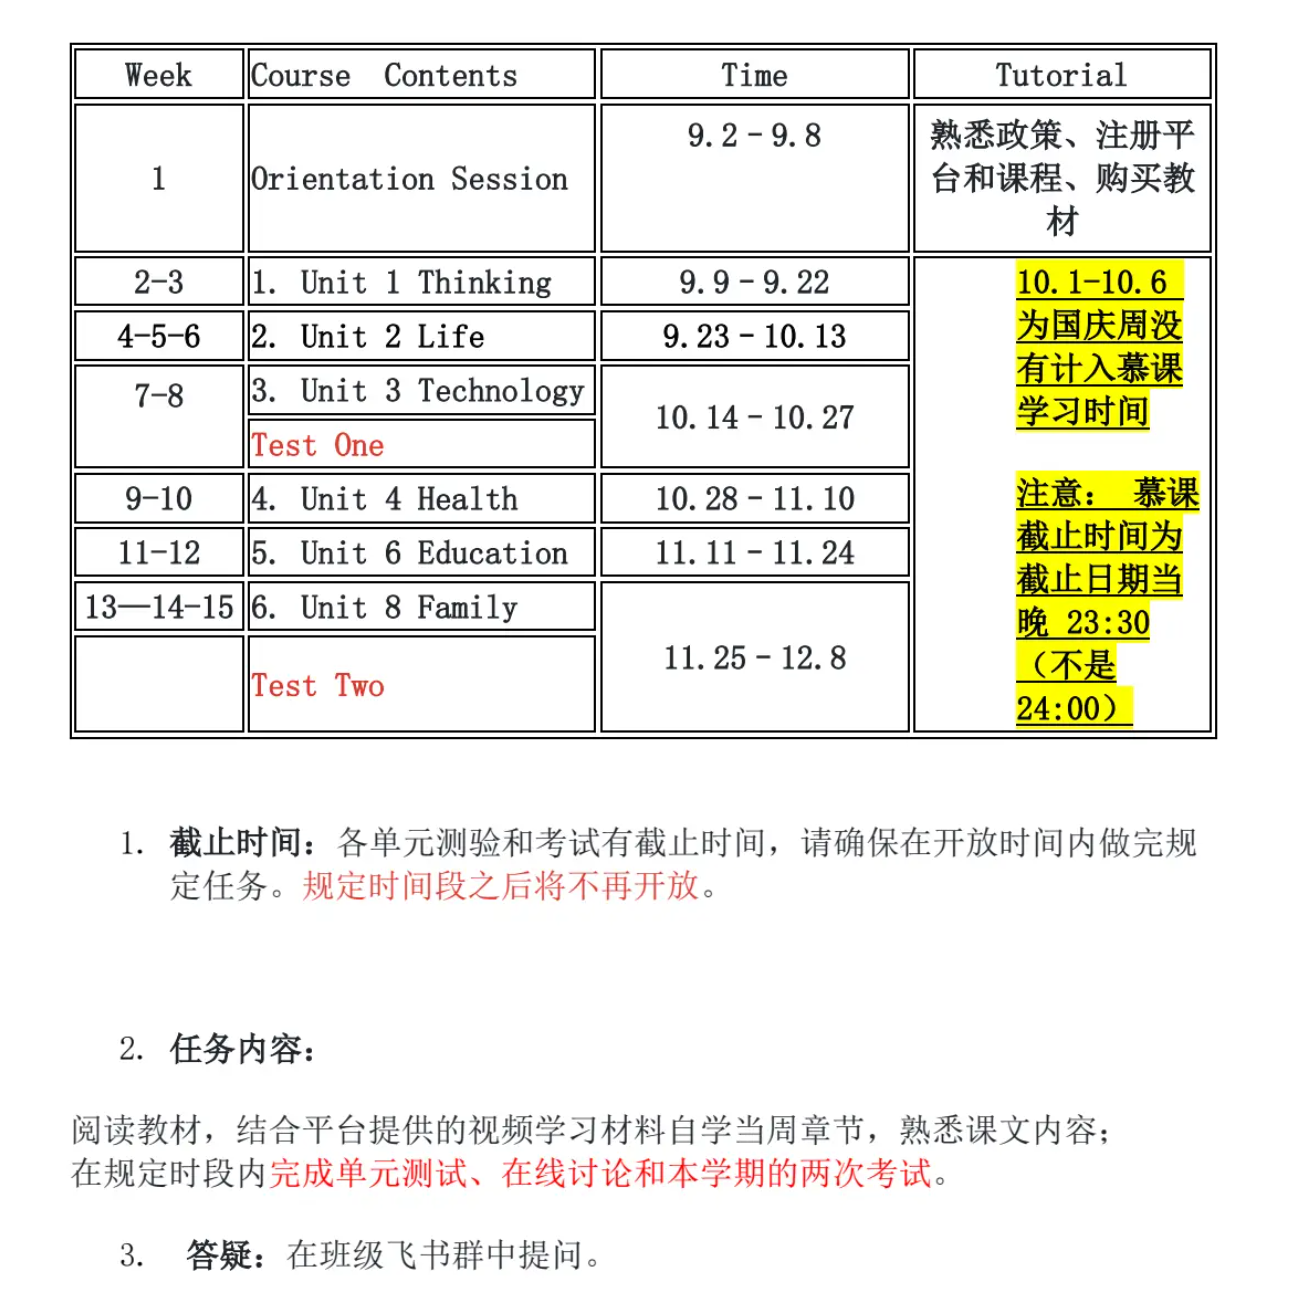 Week Course Contents Time Tutorial
1 Orientation Session 9.2-9.8 熟悉政策、注册平
台和课程、购买教
材
2-3 1. Unit 1 Thinking 9.9-9.22
4-5-6 2. Unit 2 Life 9.23-10.13
7-8 3. Unit 3 Technology 10.14-10.27
Test One
9-10 4. Unit 4 Health 10.28-11.10
11-12 5. Unit 6 Education 11.11-11.24
13—14-15 6. Unit 8 Family 11.25-12.8
Test Two
10.1-10.6
为国庆周没
有计入慕课
学习时间
注意： 慕课
截止时间为
截止日期当
晚 23:30
（不是
24:00）
1. 截止时间：各单元测验和考试有截止时间，请确保在开放时间内做完规
定任务。规定时间段之后将不再开放。
2. 任务内容：
阅读教材，结合平台提供的视频学习材料自学当周章节，熟悉课文内容；
在规定时段内完成单元测试、在线讨论和本学期的两次考试。
3. 答疑：在班级飞书群中提问。